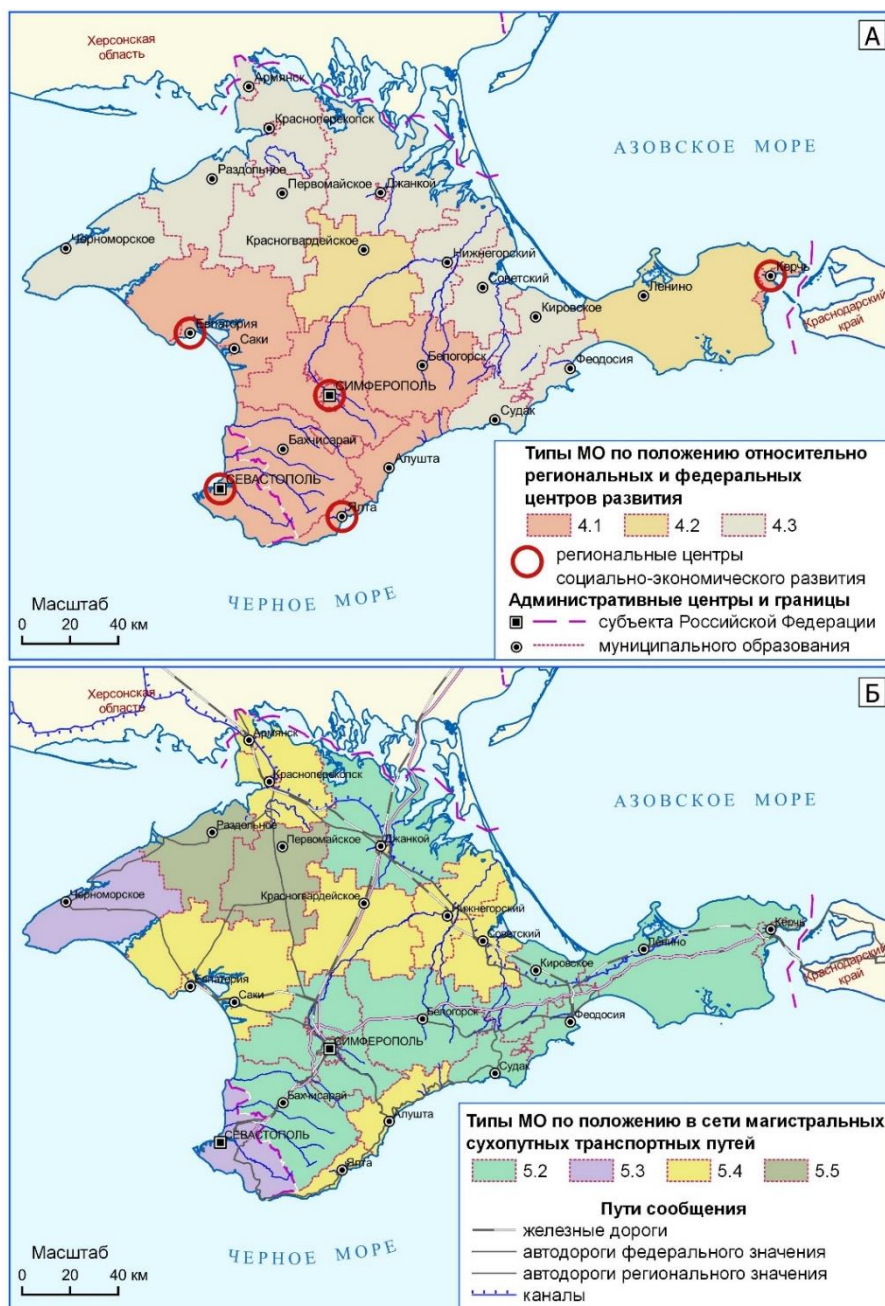 А
Херсонская
область
Армянск
Красноперекопск
АЗОВСКОЕ МОРЕ
Раздольное
Первомайское
Джанкой
Черноморское
Красногвардейское
Нижнегорский
Советский
Керчь
Ленино
Кировское
Краснодарский
край
Евпатория
Саки
Белогорск
Феодосия
СИМФЕРОПОЛЬ
Судак
Бахчисарай
Алушта
СЕВАСТОПОЛЬ
Ялта
ЧЕРНОЕ МОРЕ
Масштаб
0 20 40 км
Типы МО по положению относительно
региональных и федеральных
центров развития
4.1 4.2 4.3
региональные центры
социально-экономического развития
Административные центры и границы
субъекта Российской Федерации
муниципального образования
Б
Херсонская
область
Армянск
Красноперекопск
АЗОВСКОЕ МОРЕ
Раздольное
Первомайское
Джанкой
Черноморское
Красногвардейское
Нижнегорский
Советский
Керчь
Ленино
Кировское
Краснодарский
край
Евпатория
Саки
Белогорск
Феодосия
СИМФЕРОПОЛЬ
Судак
Бахчисарай
Алушта
СЕВАСТОПОЛЬ
Ялта
ЧЕРНОЕ МОРЕ
Масштаб
0 20 40 км
Типы МО по положению в сети магистральных
сухопутных транспортных путей
5.2 5.3 5.4 5.5
Пути сообщения
железные дороги
автодороги федерального значения
автодороги регионального значения
каналы